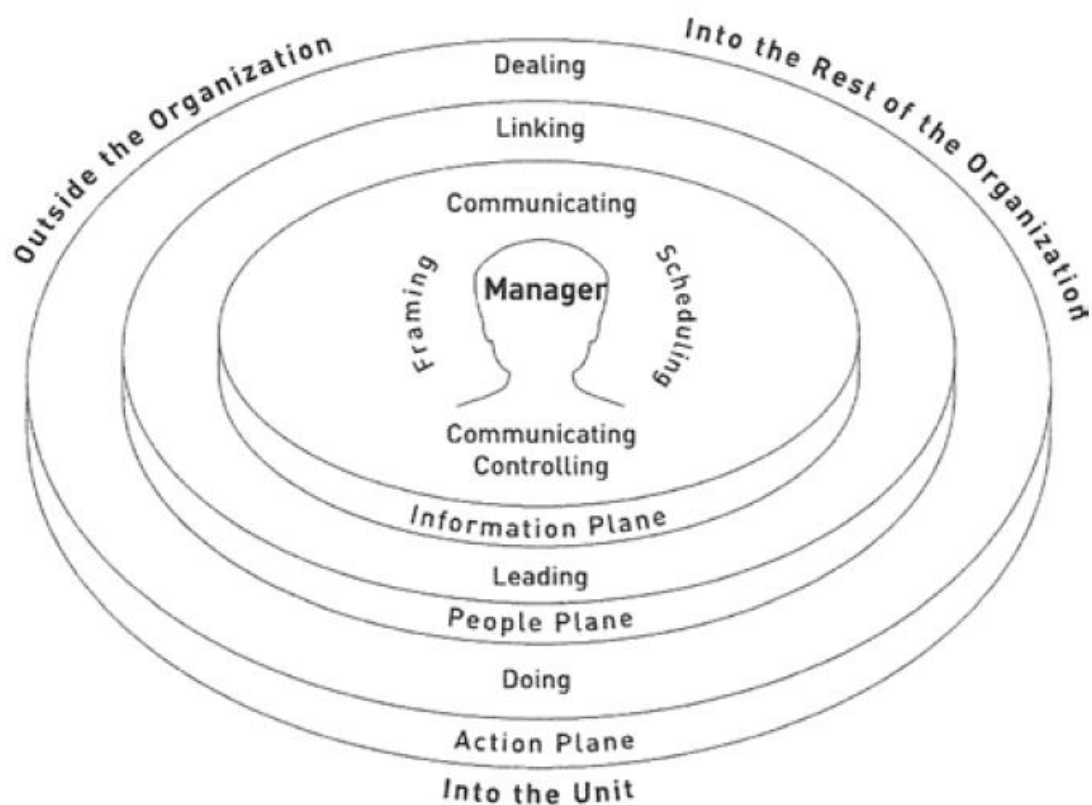 Outside the Organization
Into the Rest of the Organization
Dealing
Linking
Communicating
Framing
Manager
Scheduling
Communicating
Controlling
Information Plane
Leading
People Plane
Doing
Action Plane
Into the Unit